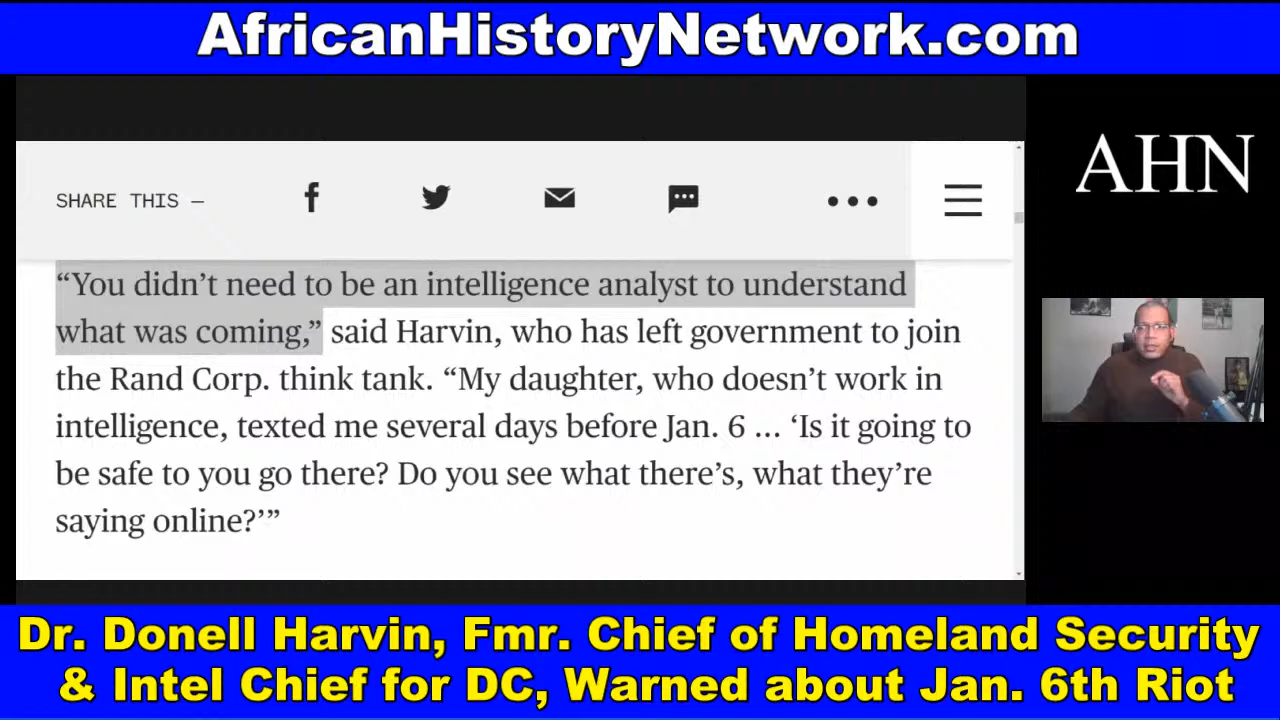 AfricanHistoryNetwork.com
AHN
SHARE THIS —
“You didn’t need to be an intelligence analyst to understand
what was coming,” said Harvin, who has left government to join
the Rand Corp. think tank. “My daughter, who doesn’t work in
intelligence, texted me several days before Jan. 6 ... ‘Is it going to
be safe to you go there? Do you see what there’s, what they’re
saying online?’”
Dr. Donell Harvin, Fmr. Chief of Homeland Security
& Intel Chief for DC, Warned about Jan. 6th Riot